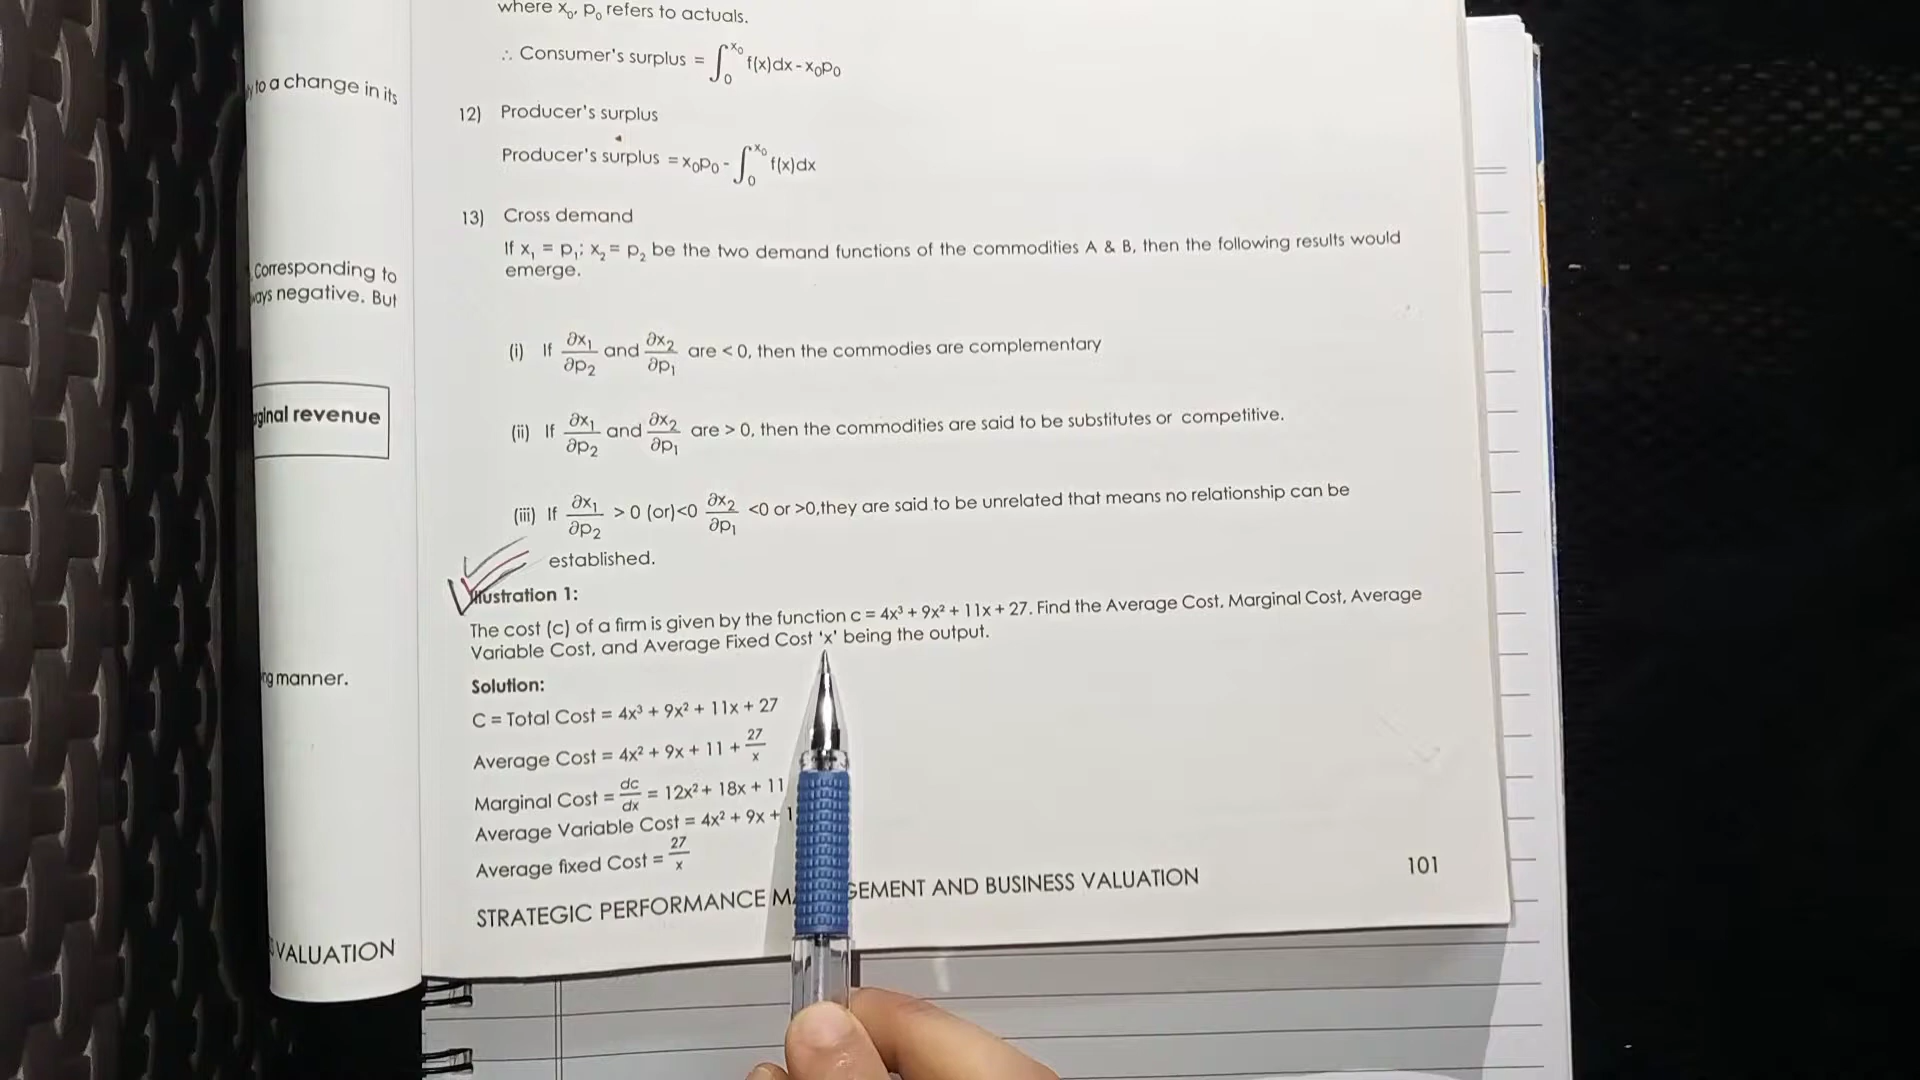 to a change in its
Corresponding to
negative. But
revenue
manner.
VALUATION
where x₀, p₀ refers to actuals.
∴ Consumer's surplus = ∫₀^x₀ f(x)dx - x₀p₀
12) Producer's surplus
Producer's surplus = x₀p₀ - ∫₀^x₀ f(x)dx
13) Cross demand
If x₁ = p₁; x₂ = p₂ be the two demand functions of the commodities A & B, then the following results would
emerge.
(i) If ∂x₁/∂p₂ and ∂x₂/∂p₁ are < 0, then the commodies are complementary
(ii) If ∂x₁/∂p₂ and ∂x₂/∂p₁ are > 0, then the commodities are said to be substitutes or competitive.
(iii) If ∂x₁/∂p₂ > 0 (or)<0 ∂x₂/∂p₁ <0 or >0,they are said to be unrelated that means no relationship can be
established.
Illustration 1:
The cost (c) of a firm is given by the function c = 4x³ + 9x² + 11x + 27. Find the Average Cost, Marginal Cost, Average
Variable Cost, and Average Fixed Cost 'x' being the output.
Solution:
C = Total Cost = 4x³ + 9x² + 11x + 27
Average Cost = 4x² + 9x + 11 + 27/x
Marginal Cost = dc/dx = 12x² + 18x + 11
Average Variable Cost = 4x² + 9x + 1
Average fixed Cost = 27/x
STRATEGIC PERFORMANCE AND BUSINESS VALUATION
101